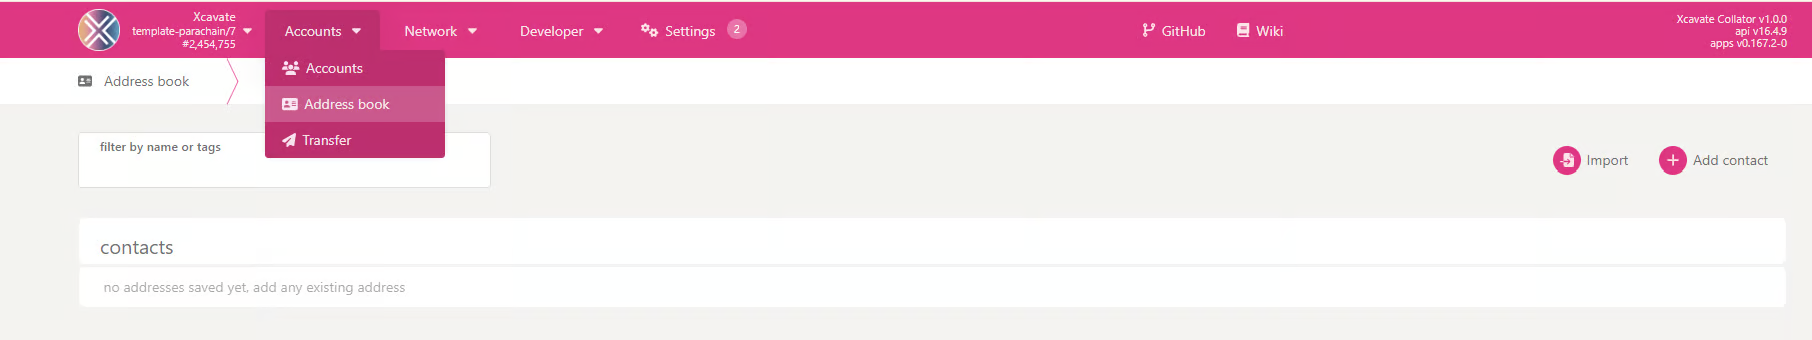 Xcavate
template-parachain/7
#2,454,755
Accounts
Network
Developer
Settings
2
GitHub
Wiki
Xcavate Collator v1.0.0
api v16.4.9
apps v0.167.2-0
Accounts
Address book
Transfer
Address book
filter by name or tags
Import
Add contact
contacts
no addresses saved yet, add any existing address